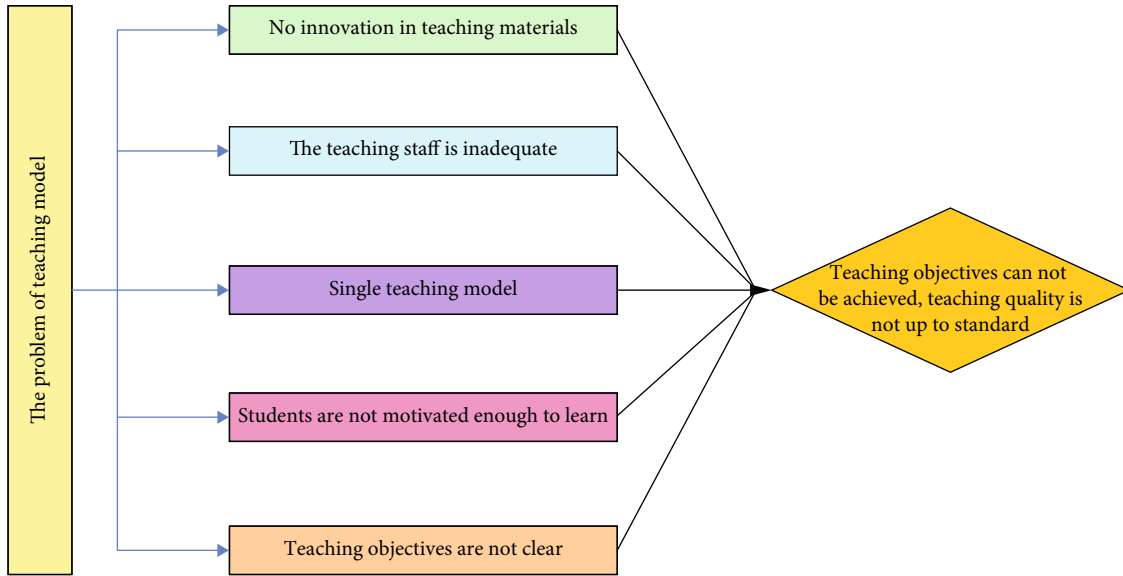 The problem of teaching model
No innovation in teaching materials
The teaching staff is inadequate
Single teaching model
Students are not motivated enough to learn
Teaching objectives are not clear
Teaching objectives can not
be achieved, teaching quality is
not up to standard